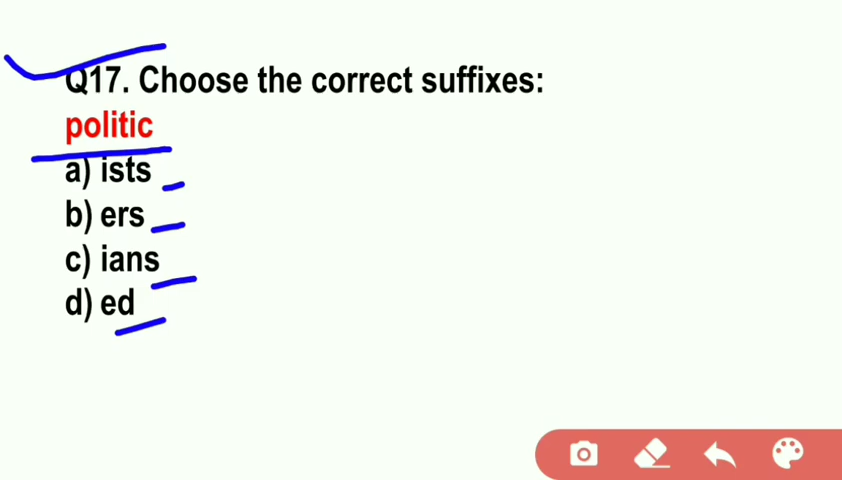 Q17. Choose the correct suffixes:
politic
a) ists
b) ers
c) ians
d) ed